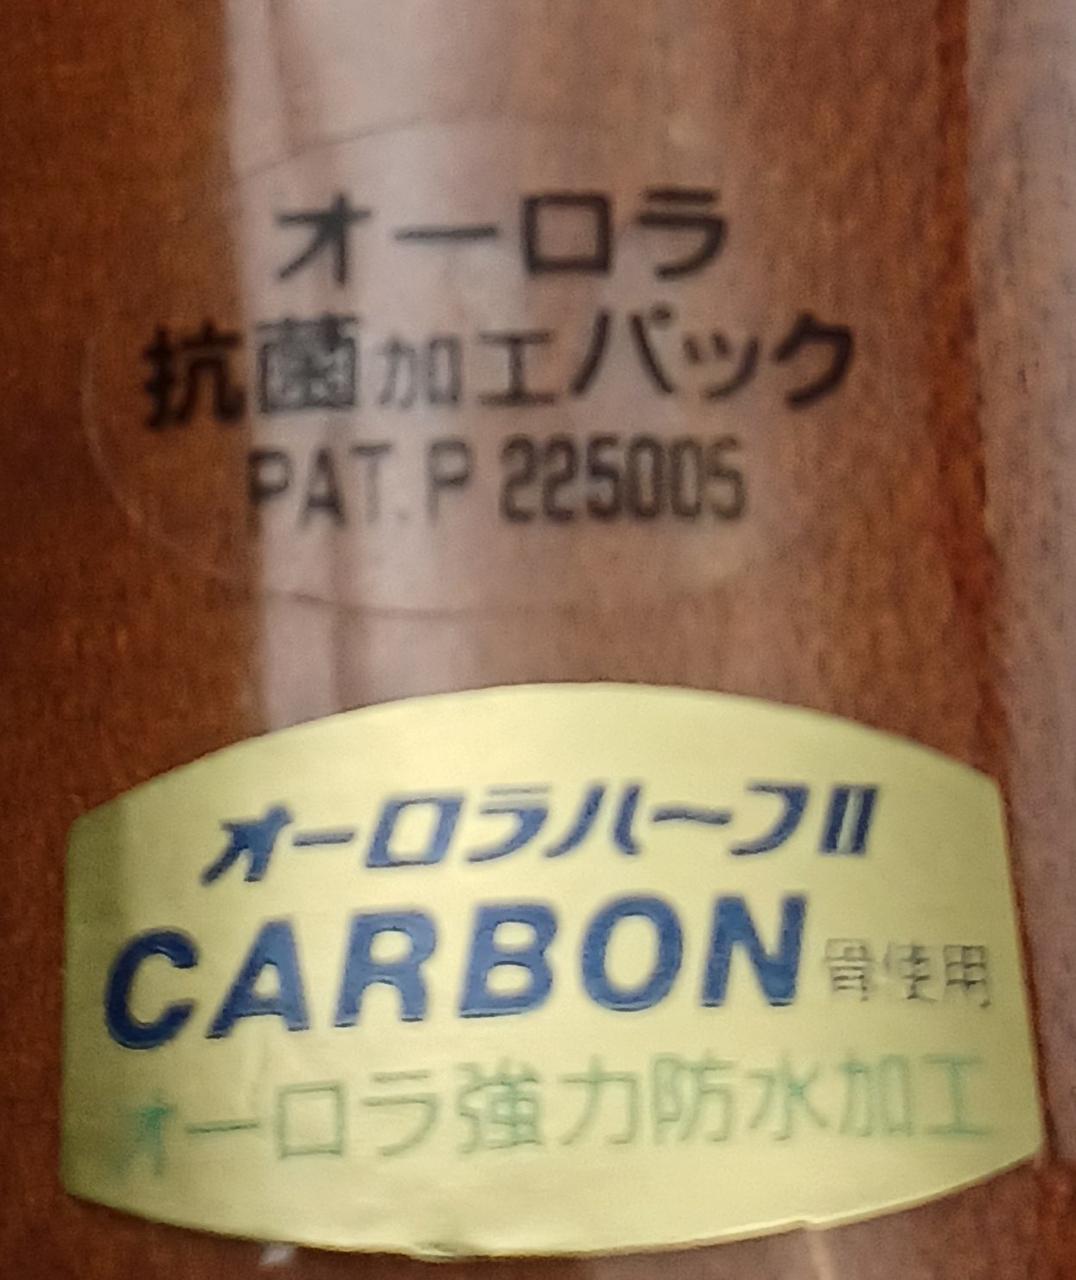 オーロラ
抗菌加工パック
PAT.P 225005
オーロラハーフII
CARBON骨使用
オーロラ強力防水加工